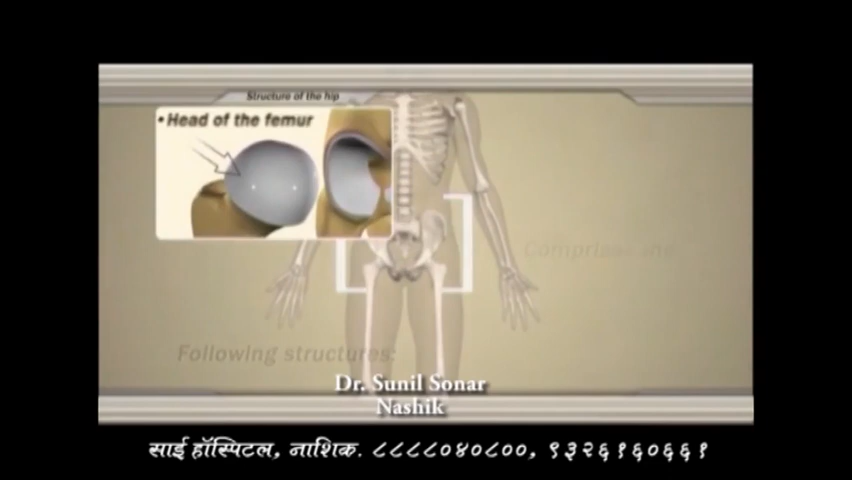 Structure of the hip
• Head of the femur
Comprises the
Following structures:
Dr. Sunil Sonar
Nashik
साई हॉस्पिटल, नाशिक. ८८८८०४०८००, ९३२६१६०६६१